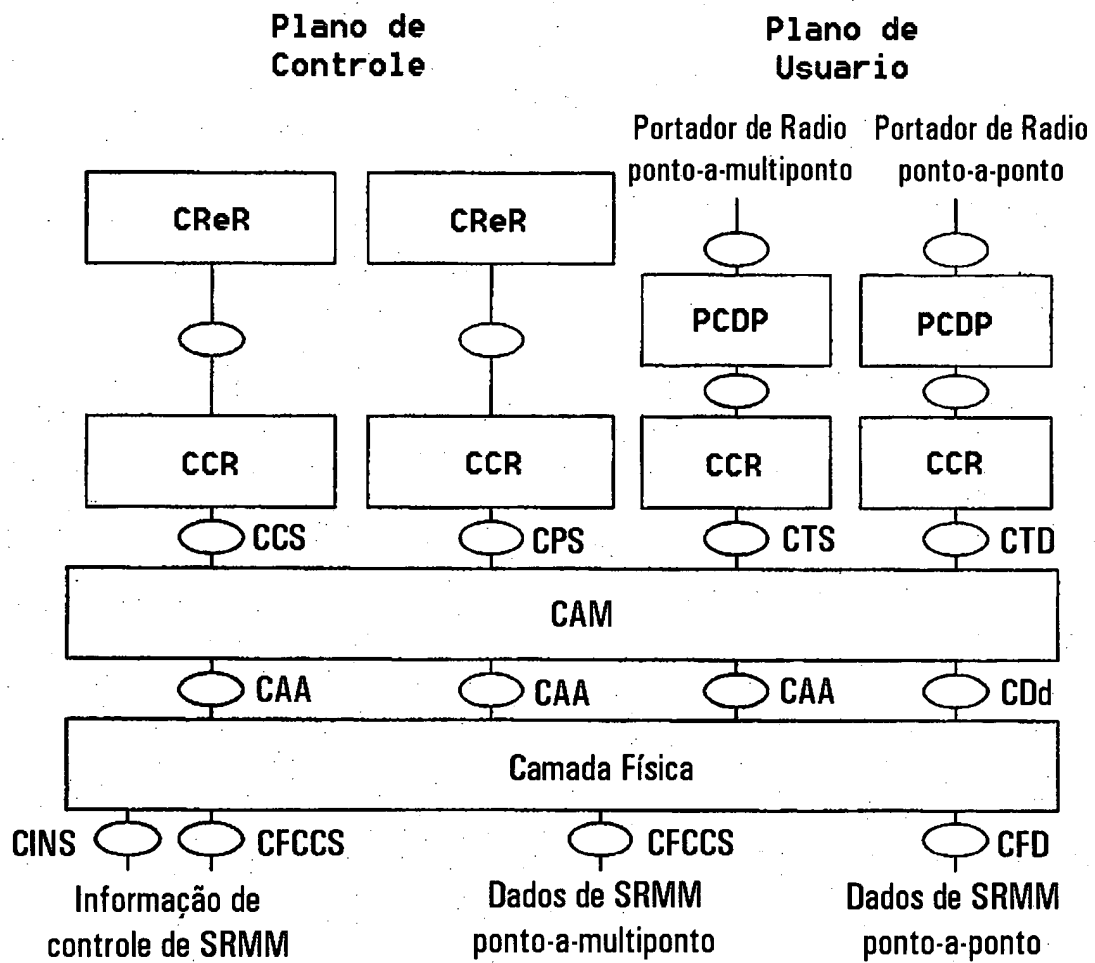 Plano de
Controle
Plano de
Usuario
Portador de Radio
ponto-a-multiponto
Portador de Radio
ponto-a-ponto
CReR
CReR
PCDP
PCDP
CCR
CCR
CCR
CCR
CCS
CPS
CTS
CTD
CAM
CAA
CAA
CAA
CDd
Camada Física
CINS
CFCCS
CFCCS
CFD
Informação de
controle de SRMM
Dados de SRMM
ponto-a-multiponto
Dados de SRMM
ponto-a-ponto